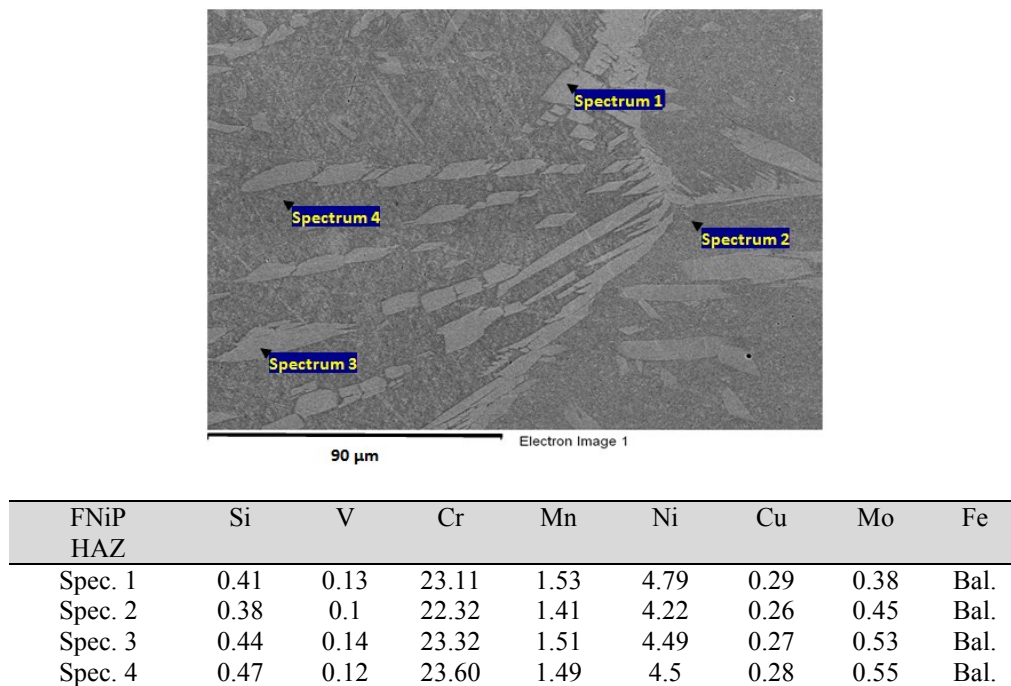 Spectrum 1
Spectrum 4
Spectrum 2
Spectrum 3
Electron Image 1
90 µm
FNiP HAZ Si V Cr Mn Ni Cu Mo Fe
Spec. 1 0.41 0.13 23.11 1.53 4.79 0.29 0.38 Bal.
Spec. 2 0.38 0.1 22.32 1.41 4.22 0.26 0.45 Bal.
Spec. 3 0.44 0.14 23.32 1.51 4.49 0.27 0.53 Bal.
Spec. 4 0.47 0.12 23.60 1.49 4.5 0.28 0.55 Bal.